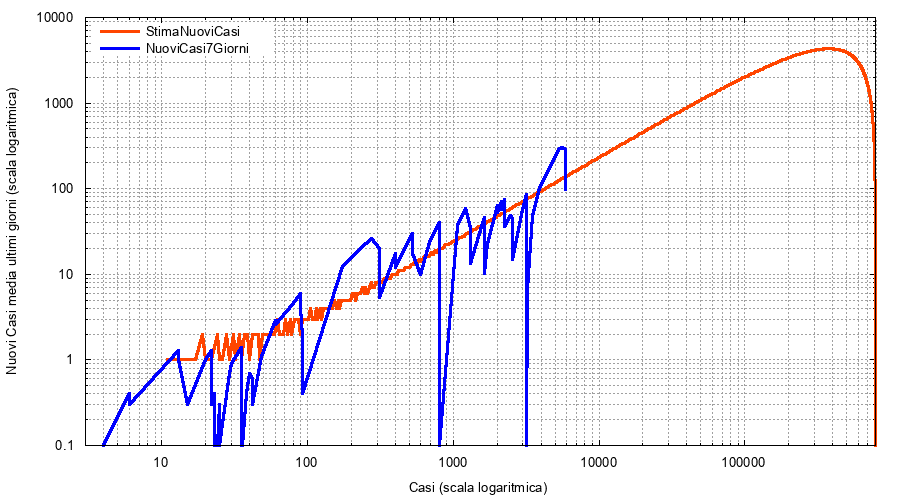 10000
1000
100
10
1
0.1
StimaNuoviCasi
NuoviCasi7Giorni
Nuovi Casi media ultimi giorni (scala logaritmica)
10 100 1000 10000 100000
Casi (scala logaritmica)